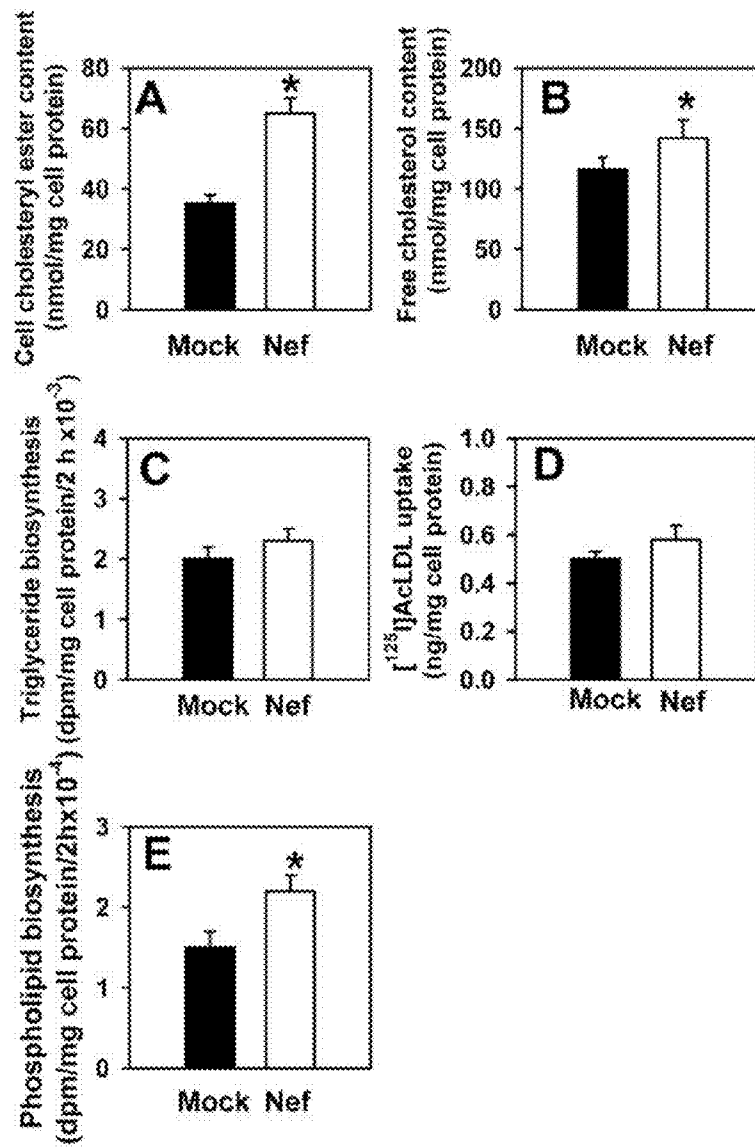 Cell cholesteryl ester content
(nmol/mg cell protein)
80
60
40
20
0
A
*
Mock Nef
Free cholesterol content
(nmol/mg cell protein)
200
150
100
50
0
B
*
Mock Nef
Triglyceride biosynthesis
(dpm/mg cell protein/2 h x10⁻³)
4
3
2
1
0
C
Mock Nef
[¹²⁵I]AcLDL uptake
(ng/mg cell protein)
1.0
0.8
0.6
0.4
0.2
0.0
D
Mock Nef
Phospholipid biosynthesis
(dpm/mg cell protein/2hx10⁻⁴)
3
2
1
0
E
*
Mock Nef